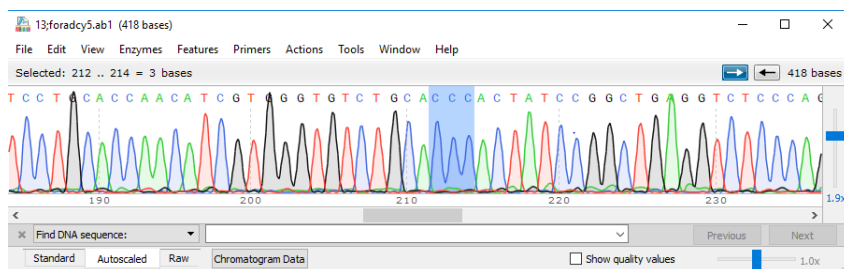 13;foradcy5.ab1 (418 bases)
File Edit View Enzymes Features Primers Actions Tools Window Help
Selected: 212 .. 214 = 3 bases 418 bases
T C C T G C A C C A A C A T C G T G G G T G T C T G C A C C C A C T A T C C G G C T G A G G T C T C C C A G
190 200 210 220 230
1.9x
Find DNA sequence: Previous Next
Standard Autoscaled Raw Chromatogram Data Show quality values 1.0x